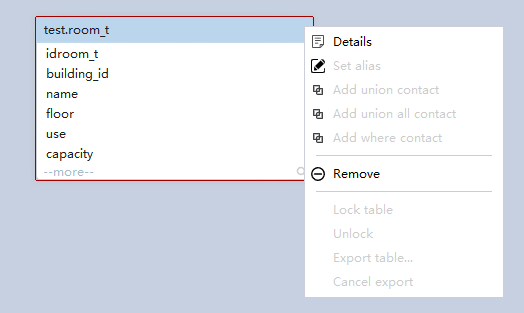 test.room_t
idroom_t
building_id
name
floor
use
capacity
--more--
Details
Set alias
Add union contact
Add union all contact
Add where contact
Remove
Lock table
Unlock
Export table...
Cancel export